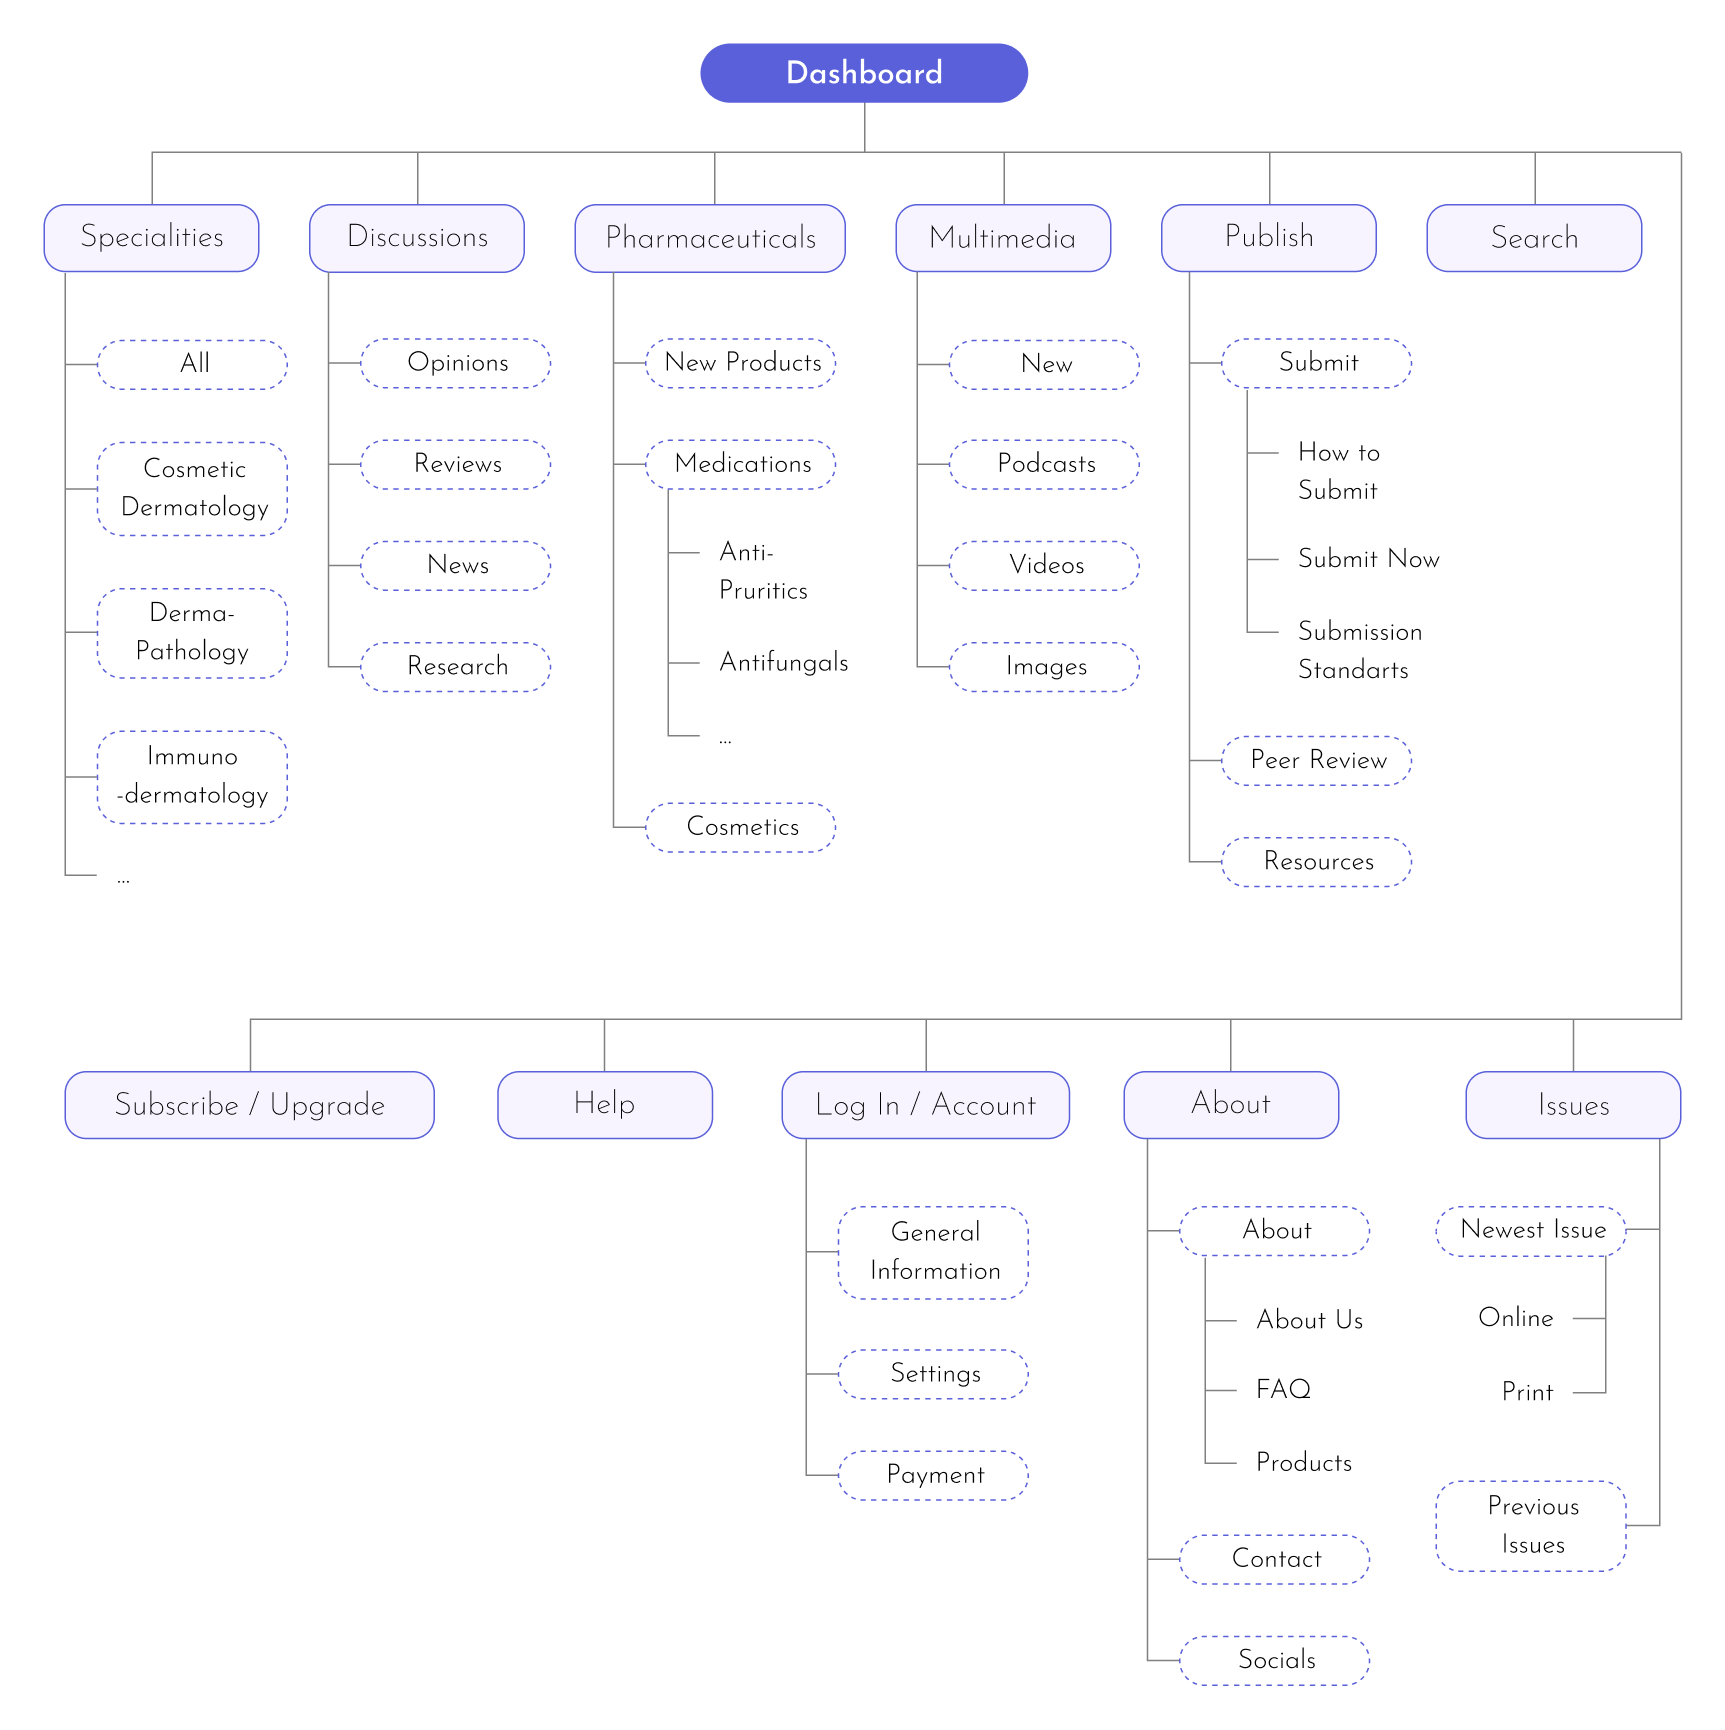 Dashboard
Specialities
Discussions
Pharmaceuticals
Multimedia
Publish
Search
All
Cosmetic
Dermatology
Derma-
Pathology
Immuno
-dermatology
...
Opinions
Reviews
News
Research
New Products
Medications
Anti-
Pruritics
Antifungals
...
Cosmetics
New
Podcasts
Videos
Images
Submit
How to
Submit
Submit Now
Submission
Standarts
Peer Review
Resources
Subscribe / Upgrade
Help
Log In / Account
About
Issues
General
Information
Settings
Payment
About
About Us
FAQ
Products
Contact
Socials
Newest Issue
Online
Print
Previous
Issues